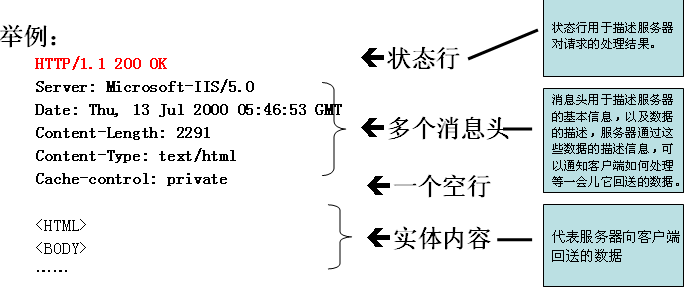 举例：
HTTP/1.1 200 OK
Server: Microsoft-IIS/5.0
Date: Thu, 13 Jul 2000 05:46:53 GMT
Content-Length: 2291
Content-Type: text/html
Cache-control: private
<HTML>
<BODY>
……
状态行
多个消息头
一个空行
实体内容
状态行用于描述服务器
对请求的处理结果。
消息头用于描述服务器
的基本信息，以及数据
的描述，服务器通过这
些数据的描述信息，可
以通知客户端如何处理
等一会儿它回送的数据。
代表服务器向客户端
回送的数据